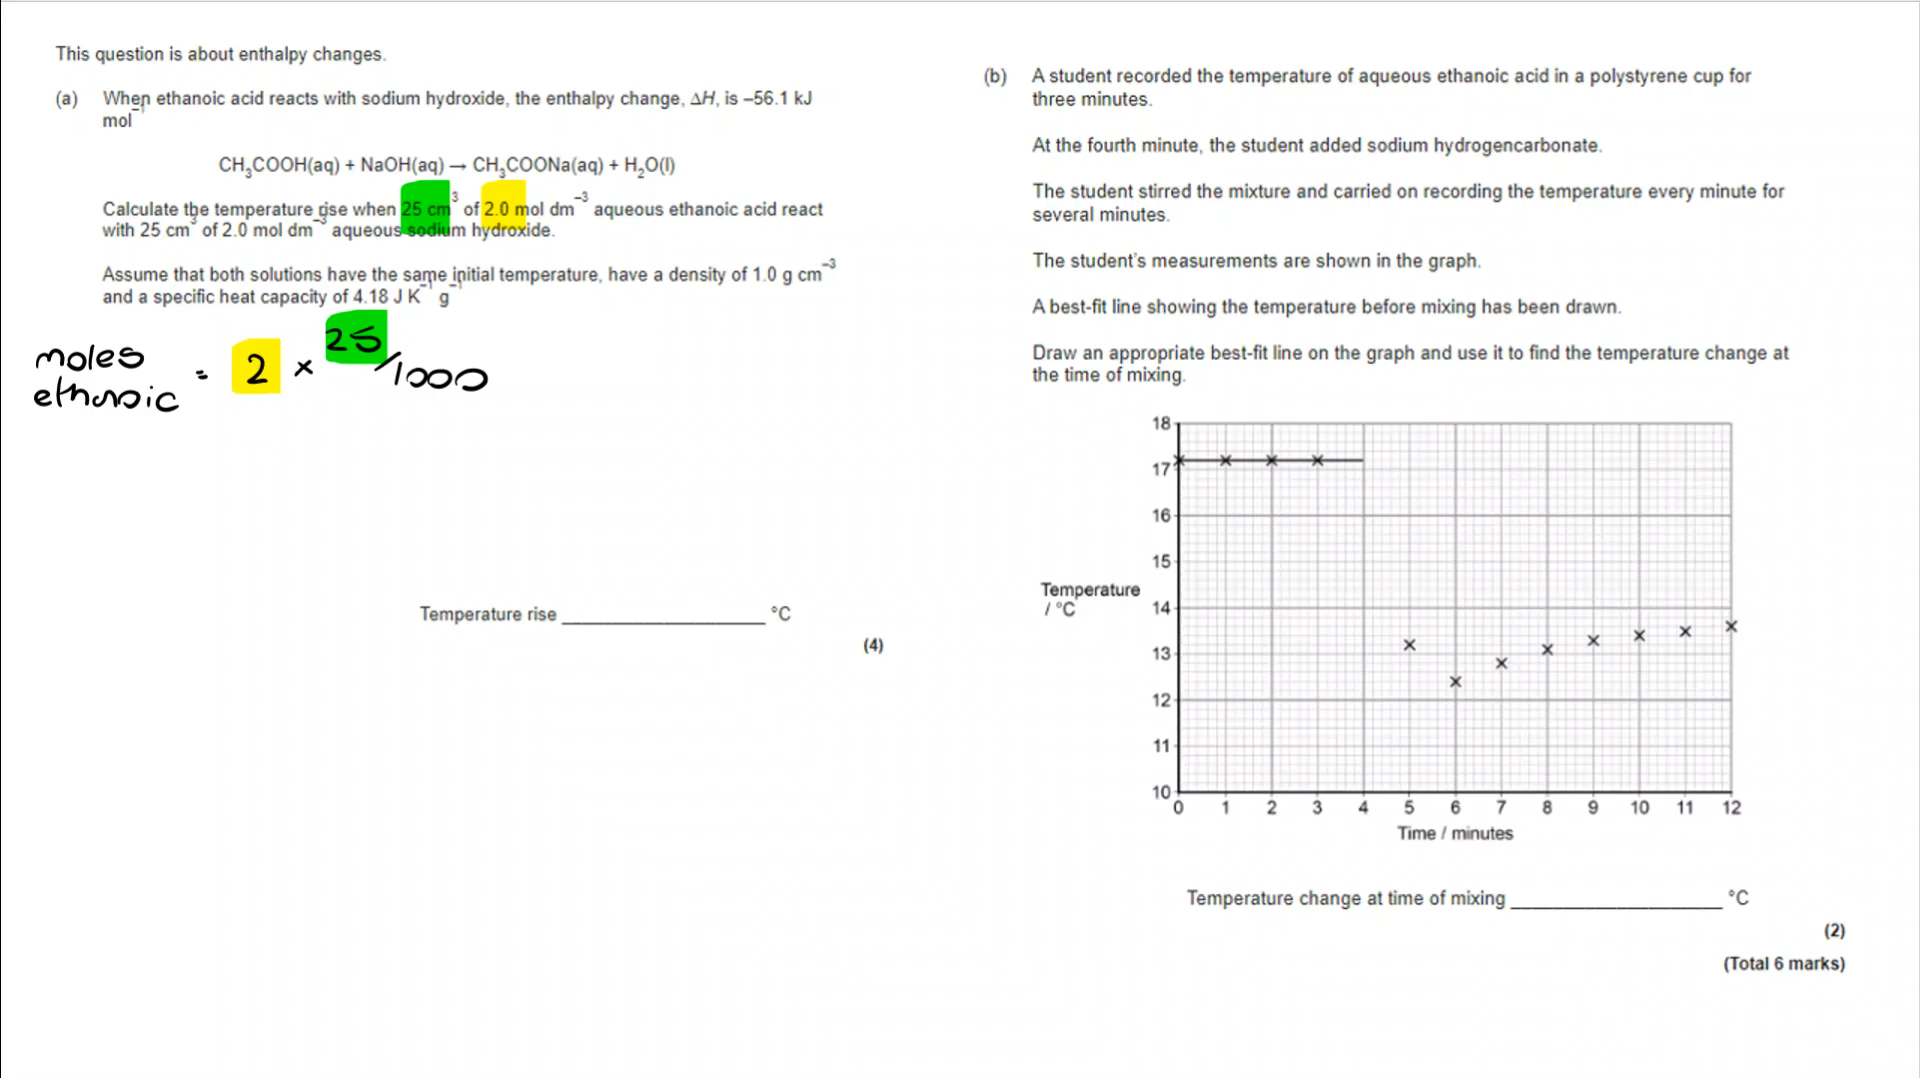 This question is about enthalpy changes.
(a) When ethanoic acid reacts with sodium hydroxide, the enthalpy change, ΔH, is –56.1 kJ
mol⁻¹
CH₃COOH(aq) + NaOH(aq) → CH₃COONa(aq) + H₂O(l)
Calculate the temperature rise when 25 cm³ of 2.0 mol dm⁻³ aqueous ethanoic acid react
with 25 cm³ of 2.0 mol dm⁻³ aqueous sodium hydroxide.
Assume that both solutions have the same initial temperature, have a density of 1.0 g cm⁻³
and a specific heat capacity of 4.18 J K⁻¹ g⁻¹
moles
ethanoic = 2 × 25/1000
Temperature rise ____________________ °C
(4)
(b) A student recorded the temperature of aqueous ethanoic acid in a polystyrene cup for
three minutes.
At the fourth minute, the student added sodium hydrogencarbonate.
The student's measurements are shown in the graph.
The student stirred the mixture and carried on recording the temperature every minute for
several minutes.
A best-fit line showing the temperature before mixing has been drawn.
Draw an appropriate best-fit line on the graph and use it to find the temperature change at
the time of mixing.
18
17
16
15
14
13
12
11
10
Temperature
/ °C
0 1 2 3 4 5 6 7 8 9 10 11 12
Time / minutes
Temperature change at time of mixing ____________________ °C
(2)
(Total 6 marks)